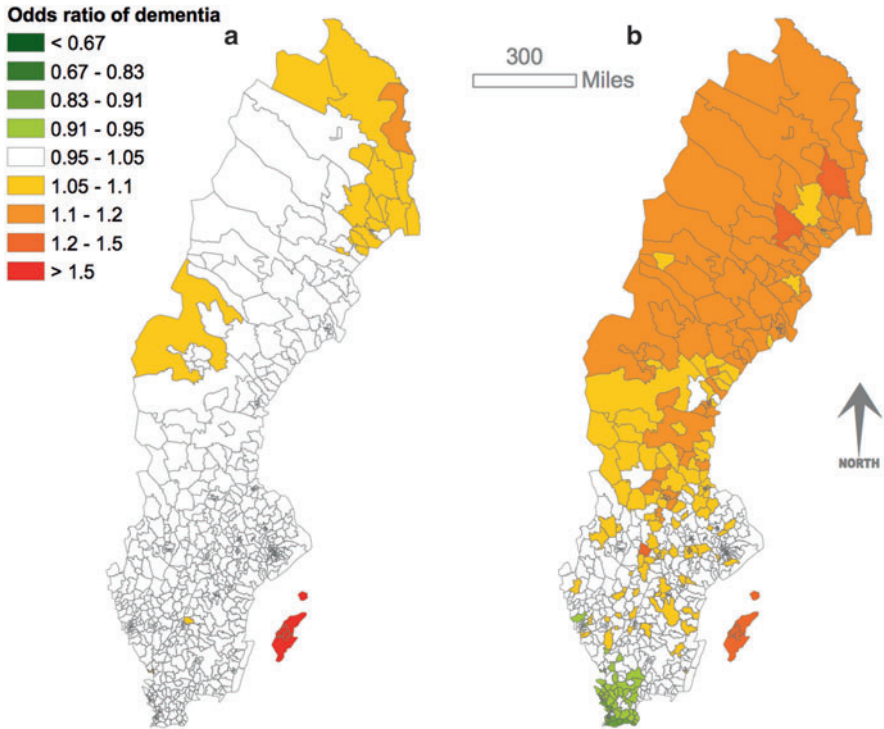 Odds ratio of dementia
a
b
< 0.67
0.67 - 0.83
0.83 - 0.91
0.91 - 0.95
0.95 - 1.05
1.05 - 1.1
1.1 - 1.2
1.2 - 1.5
> 1.5
300
Miles
NORTH